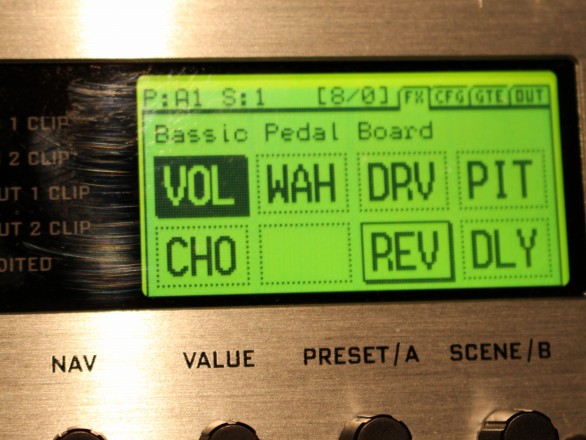 P:A1 S:1 [8/0] FX CFG GTE OUT
Bassic Pedal Board
VOL WAH DRV PIT
CHO REV DLY
1 CLIP
2 CLIP
UT 1 CLIP
UT 2 CLIP
DITED
NAV VALUE PRESET/A SCENE/B